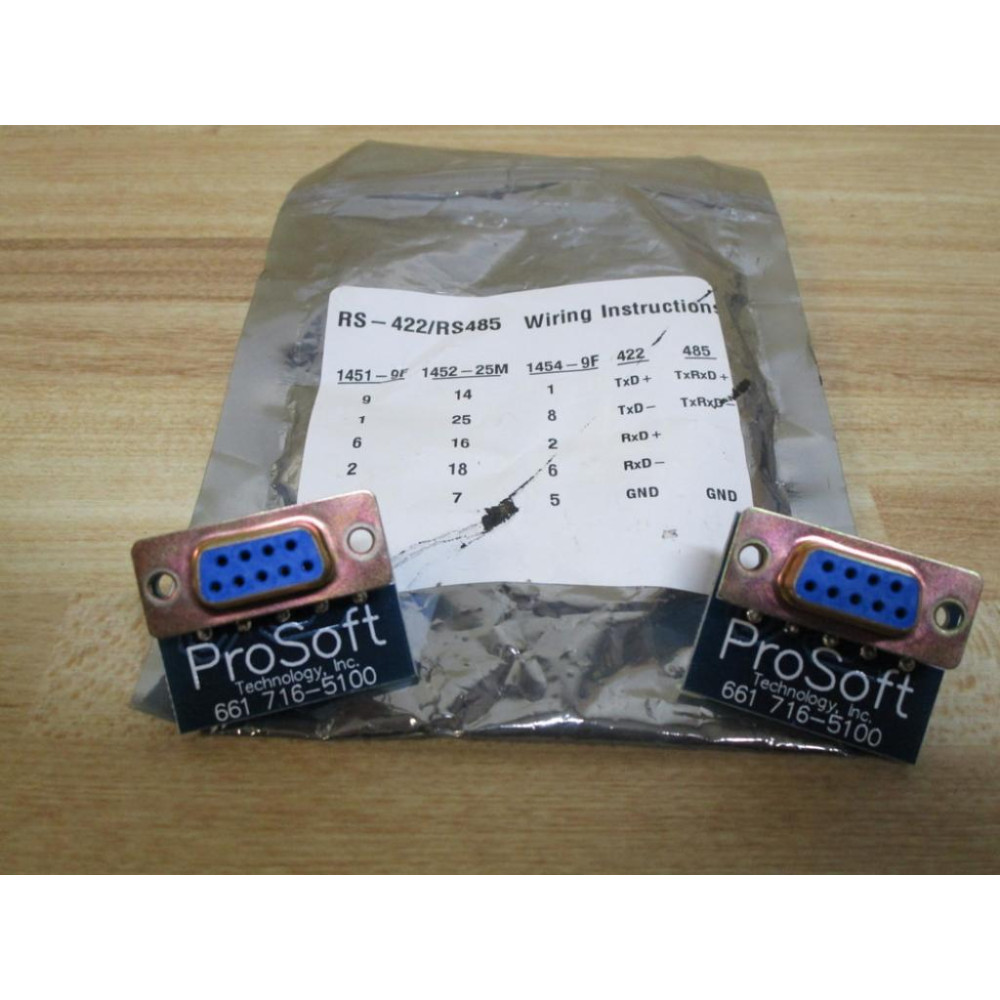 RS-422/RS485 Wiring Instructions
1451-9F 1452-25M 1454-9F 422 485
9 14 1 TxD+ TxRxD+
1 25 8 TxD- TxRxD-
6 16 2 RxD+
2 18 6 RxD-
7 5 GND GND
ProSoft
Technology, Inc.
661 716-5100
ProSoft
Technology, Inc.
661 716-5100